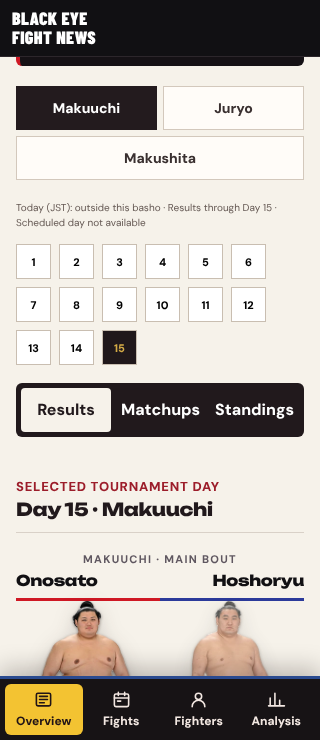 BLACK EYE
FIGHT NEWS
Makuuchi
Juryo
Makushita
Today (JST): outside this basho · Results through Day 15 ·
Scheduled day not available
1 2 3 4 5 6
7 8 9 10 11 12
13 14 15
Results Matchups Standings
SELECTED TOURNAMENT DAY
Day 15 · Makuuchi
MAKUUCHI · MAIN BOUT
Onosato Hoshoryu
Overview Fights Fighters Analysis